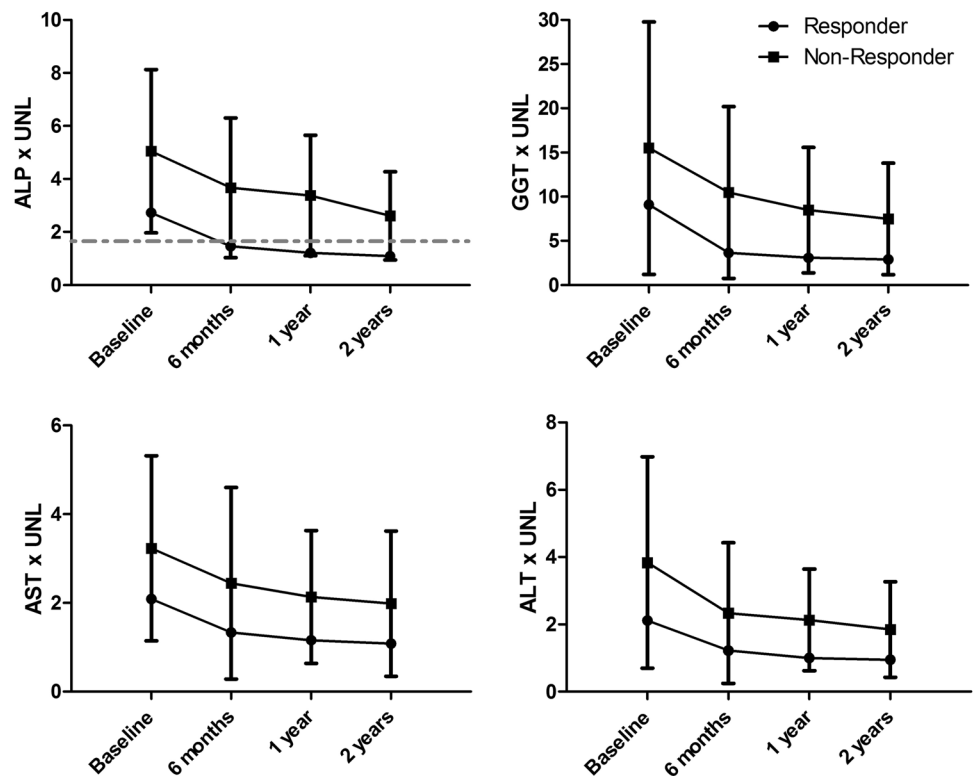 ALP x UNL
10
8
6
4
2
0
Baseline
6 months
1 year
2 years
GGT x UNL
30
25
20
15
10
5
0
Baseline
6 months
1 year
2 years
Responder
Non-Responder
AST x UNL
6
4
2
0
Baseline
6 months
1 year
2 years
ALT x UNL
8
6
4
2
0
Baseline
6 months
1 year
2 years